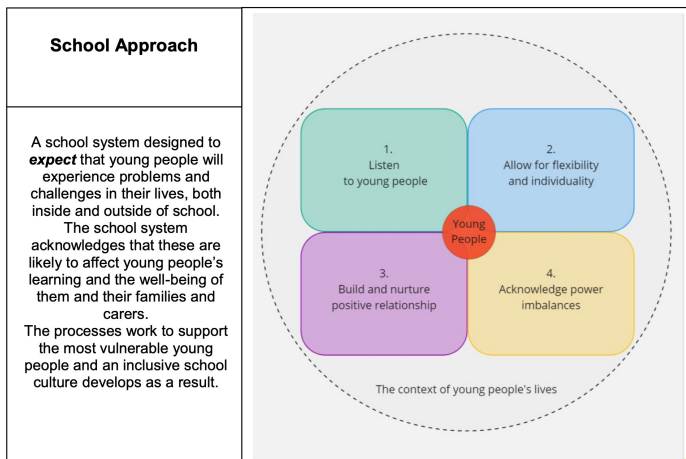 School Approach
A school system designed to
expect that young people will
experience problems and
challenges in their lives, both
inside and outside of school.
The school system
acknowledges that these are
likely to affect young people's
learning and the well-being of
them and their families and
carers.
The processes work to support
the most vulnerable young
people and an inclusive school
culture develops as a result.
1.
Listen
to young people
2.
Allow for flexibility
and individuality
Young
People
3.
Build and nurture
positive relationship
4.
Acknowledge power
imbalances
The context of young people's lives